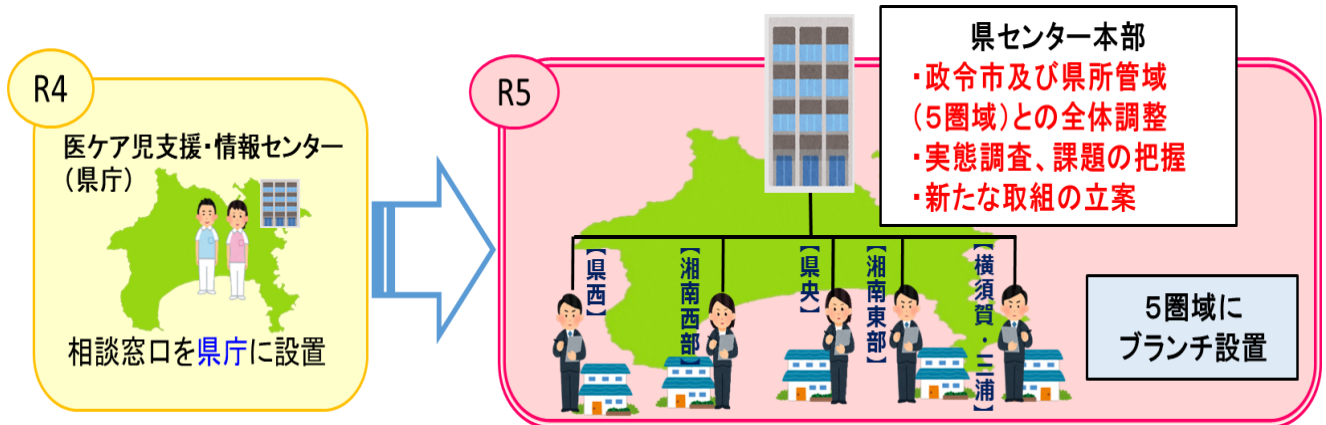 R4
医ケア児支援・情報センター
(県庁)
相談窓口を県庁に設置
R5
県センター本部
・政令市及び県所管域
(5圏域)との全体調整
・実態調査、課題の把握
・新たな取組の立案
【県西】
【湘南西部】
【県央】
【湘南東部】
【横須賀・三浦】
5圏域に
ブランチ設置